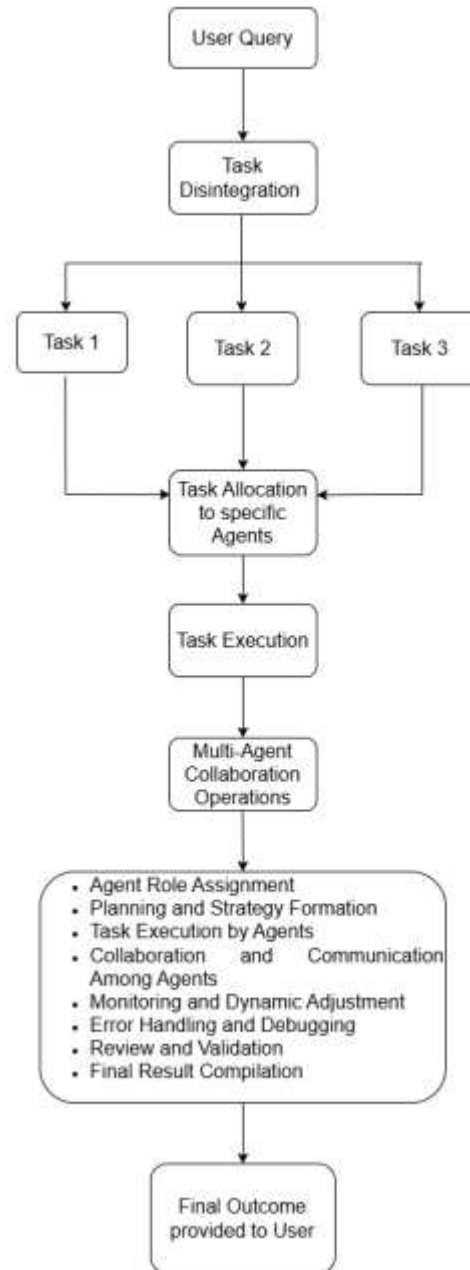 User Query
Task
Disintegration
Task 1
Task 2
Task 3
Task Allocation
to specific
Agents
Task Execution
Multi-Agent
Collaboration
Operations
• Agent Role Assignment
• Planning and Strategy Formation
• Task Execution by Agents
• Collaboration and Communication
Among Agents
• Monitoring and Dynamic Adjustment
• Error Handling and Debugging
• Review and Validation
• Final Result Compilation
Final Outcome
provided to User